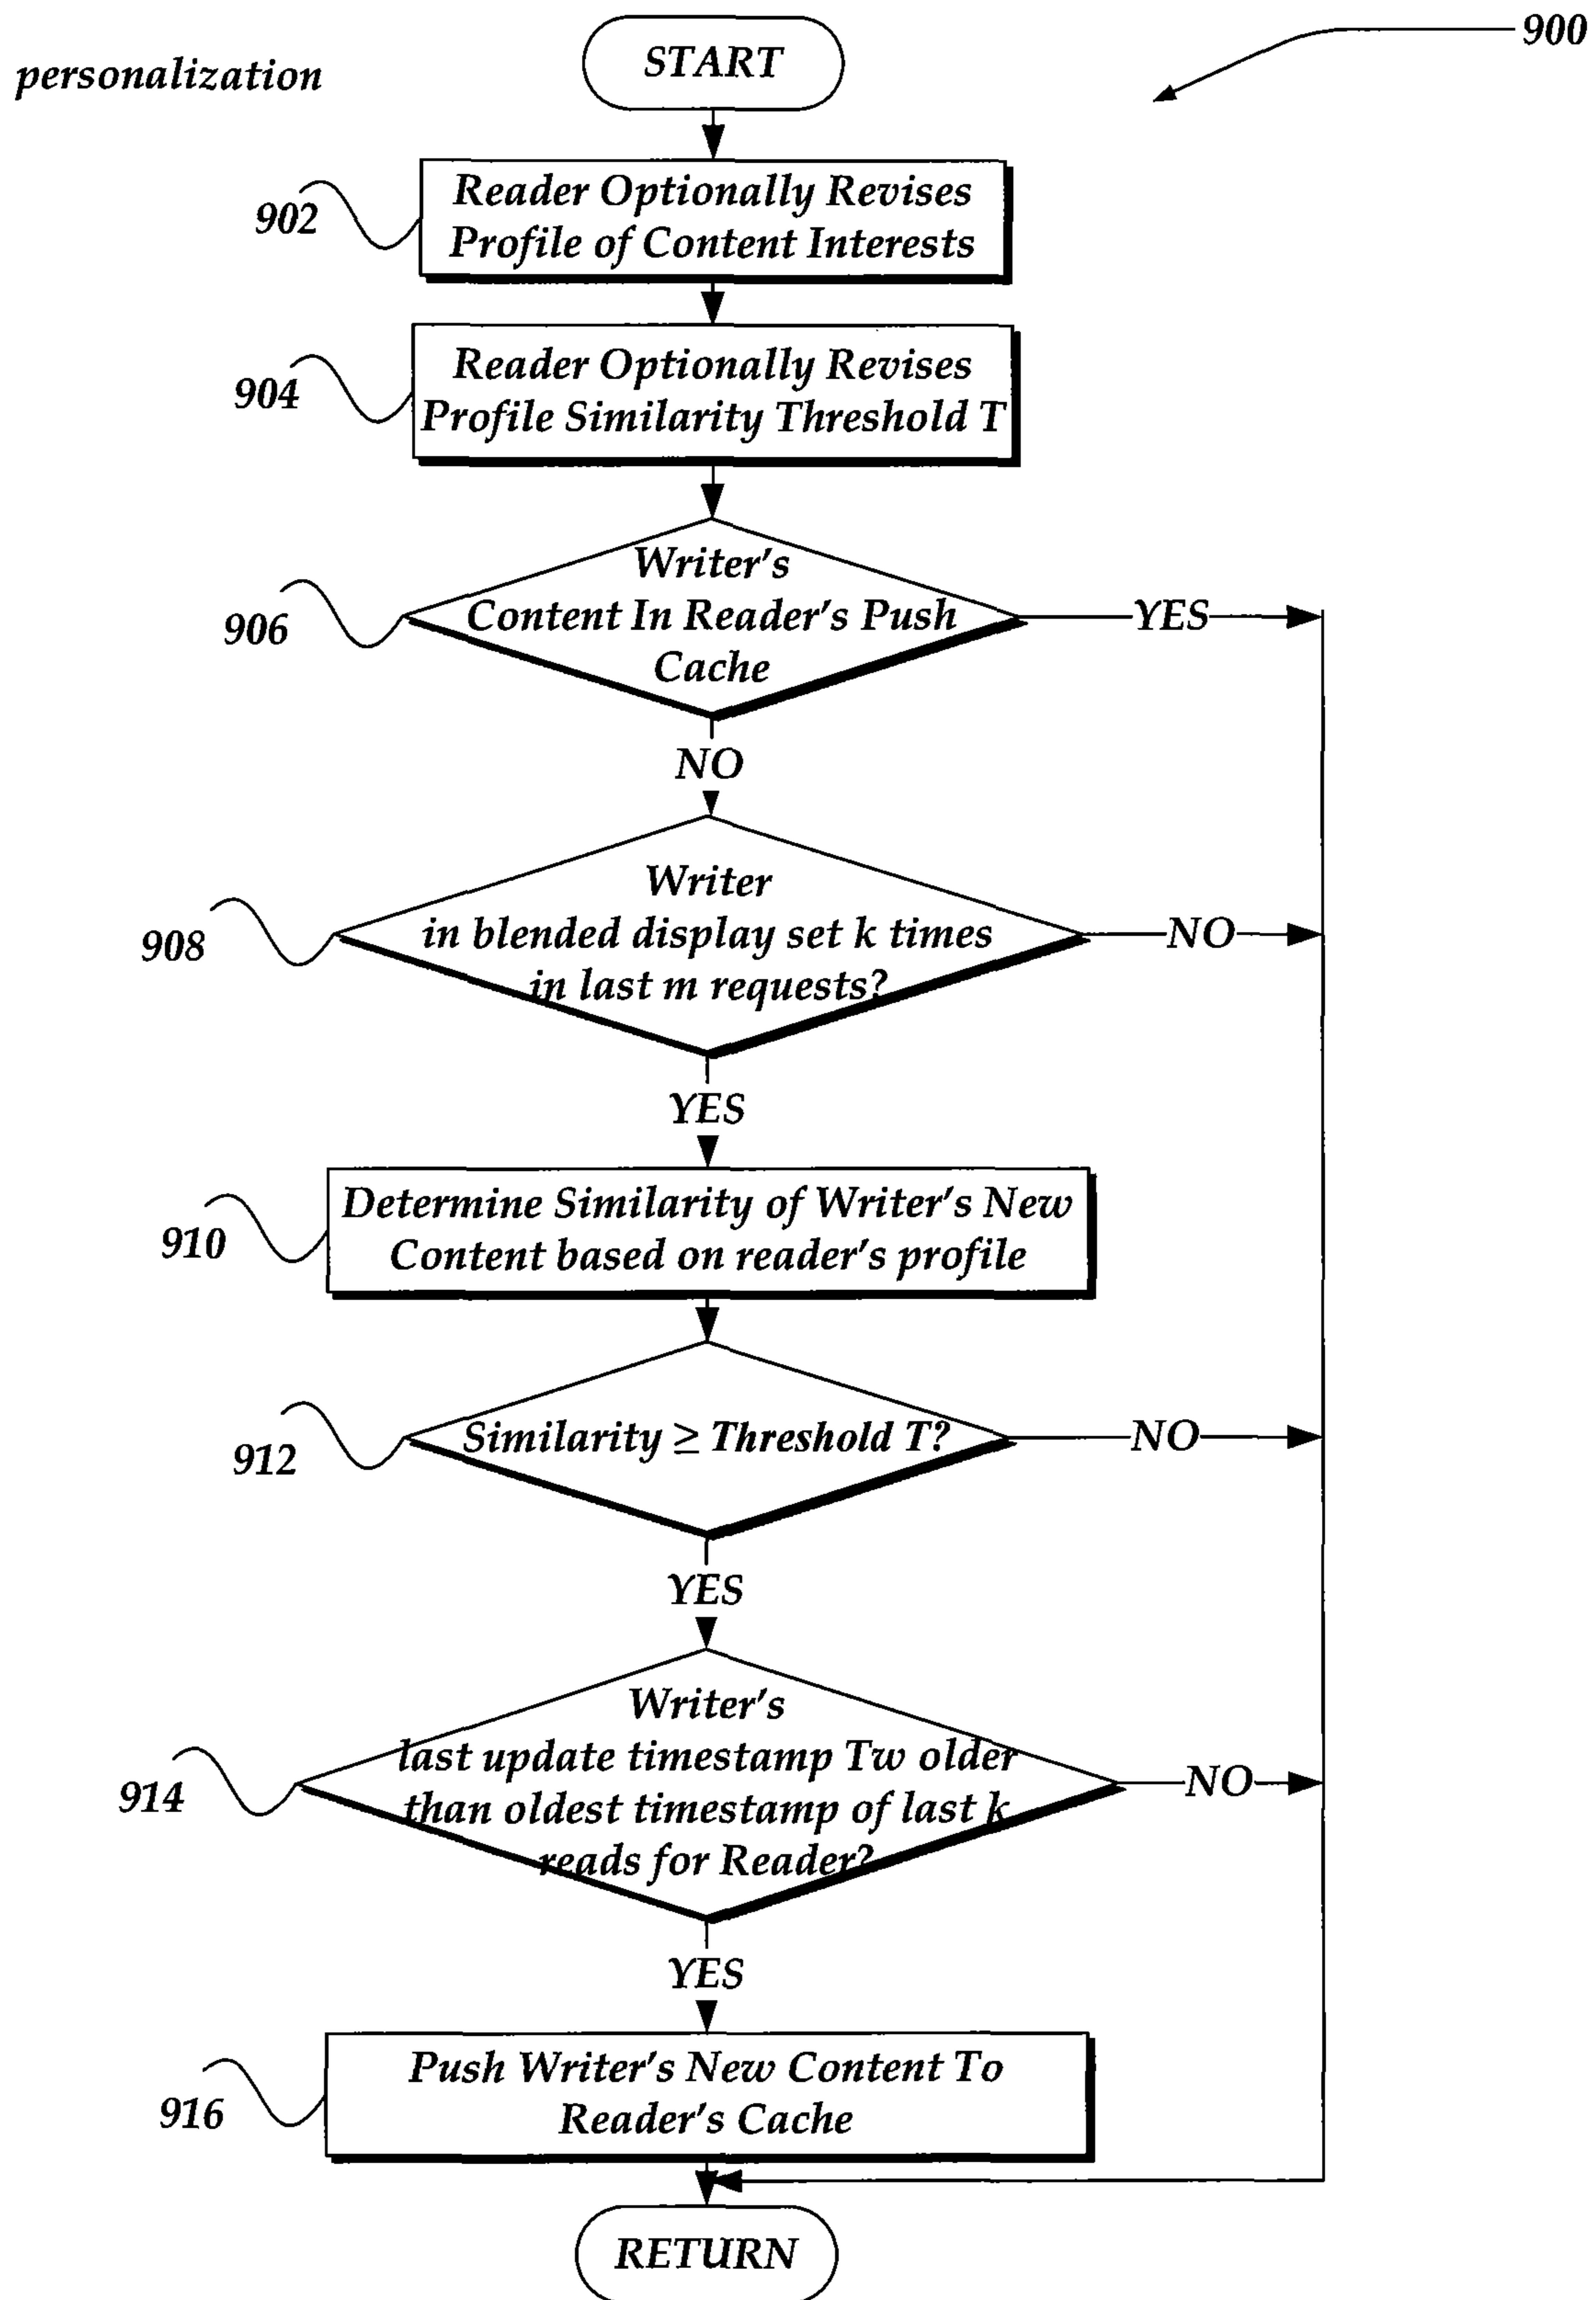 900
START
personalization
902
Reader Optionally Revises
Profile of Content Interests
904
Reader Optionally Revises
Profile Similarity Threshold T
906
Writer's
Content In Reader's Push
Cache
YES
NO
908
Writer
in blended display set k times
in last m requests?
NO
YES
910
Determine Similarity of Writer's New
Content based on reader's profile
912
Similarity ≥ Threshold T?
NO
YES
914
Writer's
last update timestamp Tw older
than oldest timestamp of last k
reads for Reader?
NO
YES
916
Push Writer's New Content To
Reader's Cache
RETURN